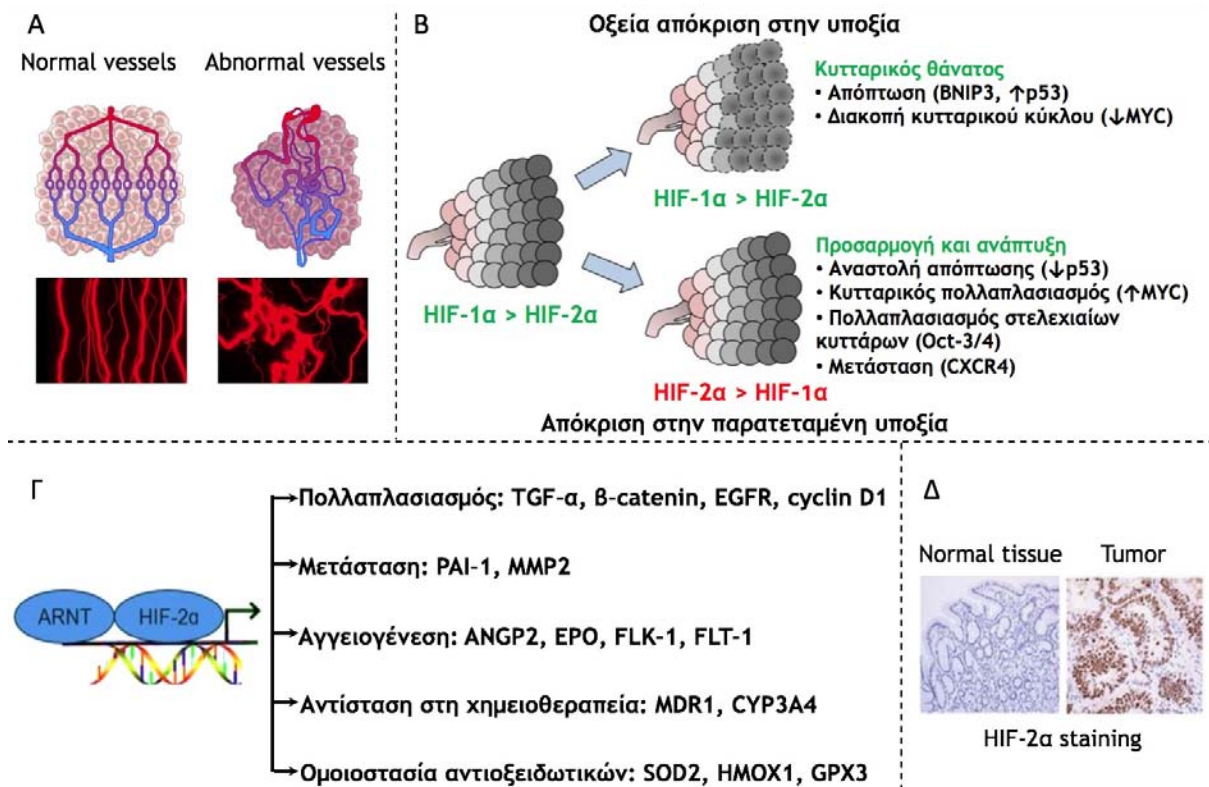 A
Normal vessels
Abnormal vessels
B
Οξεία απόκριση στην υποξία
Κυτταρικός θάνατος
• Απόπτωση (BNIP3, ↑p53)
• Διακοπή κυτταρικού κύκλου (↓MYC)
HIF-1α > HIF-2α
HIF-1α > HIF-2α
Προσαρμογή και ανάπτυξη
• Αναστολή απόπτωσης (↓p53)
• Κυτταρικός πολλαπλασιασμός (↑MYC)
• Πολλαπλασιασμός στελεχιαίων
κυττάρων (Oct-3/4)
• Μετάσταση (CXCR4)
HIF-2α > HIF-1α
Απόκριση στην παρατεταμένη υποξία
Γ
ARNT
HIF-2α
Πολλαπλασιασμός: TGF-α, β-catenin, EGFR, cyclin D1
Μετάσταση: PAI-1, MMP2
Αγγειογένεση: ANGP2, EPO, FLK-1, FLT-1
Αντίσταση στη χημειοθεραπεία: MDR1, CYP3A4
Ομοιοστασία αντιοξειδωτικών: SOD2, HMOX1, GPX3
Δ
Normal tissue
Tumor
HIF-2α staining